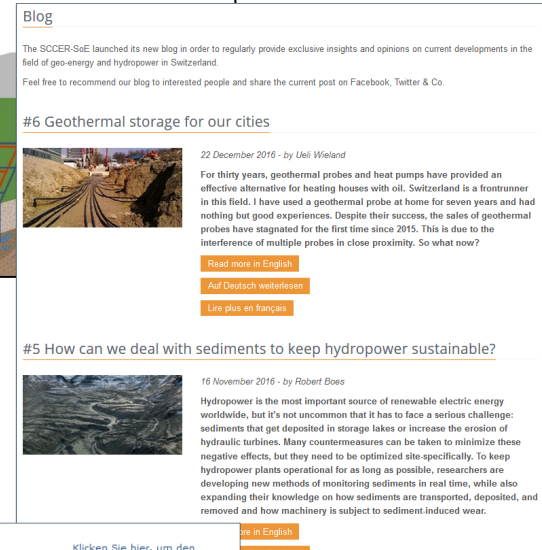 Blog
The SCCER-SoE launched its new blog in order to regularly provide exclusive insights and opinions on current developments in the
field of geo-energy and hydropower in Switzerland.
Feel free to recommend our blog to interested people and share the current post on Facebook, Twitter & Co.
#6 Geothermal storage for our cities
22 December 2016 - by Ueli Wieland
For thirty years, geothermal probes and heat pumps have provided an
effective alternative for heating houses with oil. Switzerland is a frontrunner
in this field. I have used a geothermal probe at home for seven years and had
nothing but good experiences. Despite their success, the sales of geothermal
probes have stagnated for the first time since 2015. This is due to the
interference of multiple probes in close proximity. So what now?
Read more in English
Auf Deutsch weiterlesen
Lire plus en français
#5 How can we deal with sediments to keep hydropower sustainable?
16 November 2016 - by Robert Boes
Hydropower is the most important source of renewable electric energy
worldwide, but it's not uncommon that it has to face a serious challenge:
sediments that get deposited in storage lakes or increase the erosion of
hydraulic turbines. Many countermeasures can be taken to minimize these
negative effects, but they need to be optimized site-specifically. To keep
hydropower plants operational for as long as possible, researchers are
developing new methods of monitoring sediments in real time, while also
expanding their knowledge on how sediments are transported, deposited, and
removed and how machinery is subject to sediment-induced wear.
ore in English
Klicken Sie hier, um den